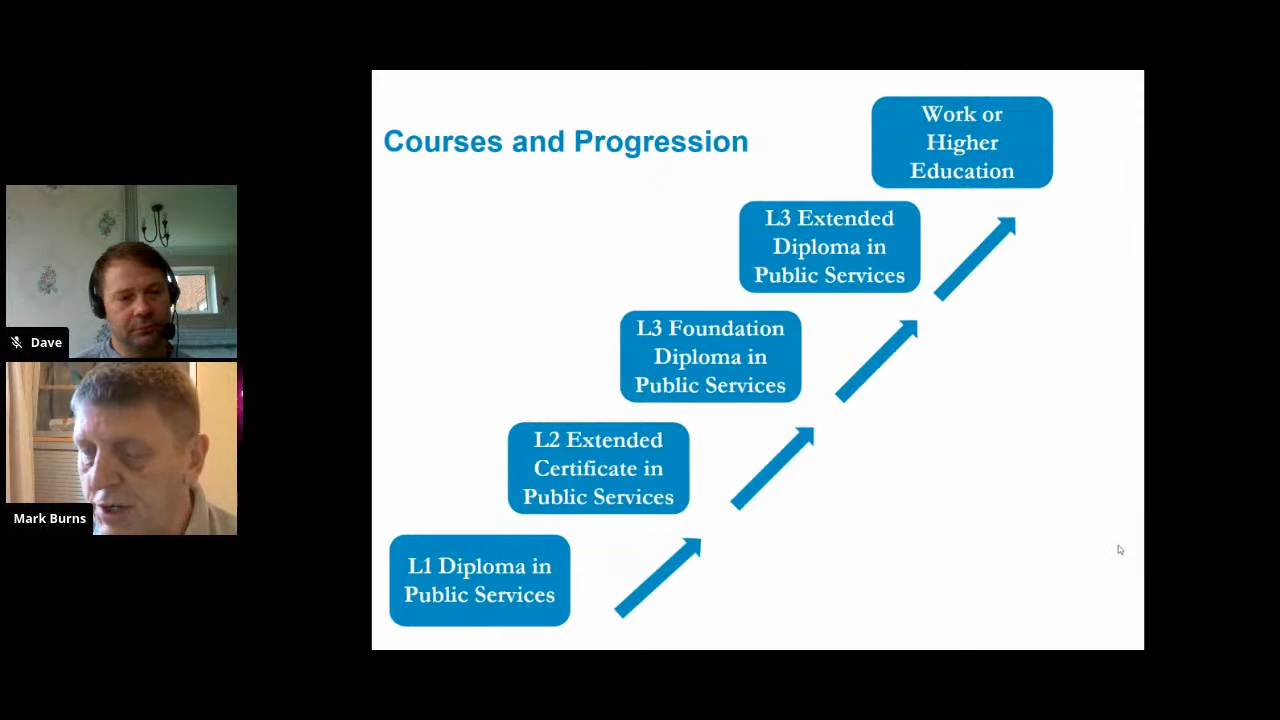 Courses and Progression
Work or
Higher
Education
L3 Extended
Diploma in
Public Services
L3 Foundation
Diploma in
Public Services
L2 Extended
Certificate in
Public Services
L1 Diploma in
Public Services
Dave
Mark Burns